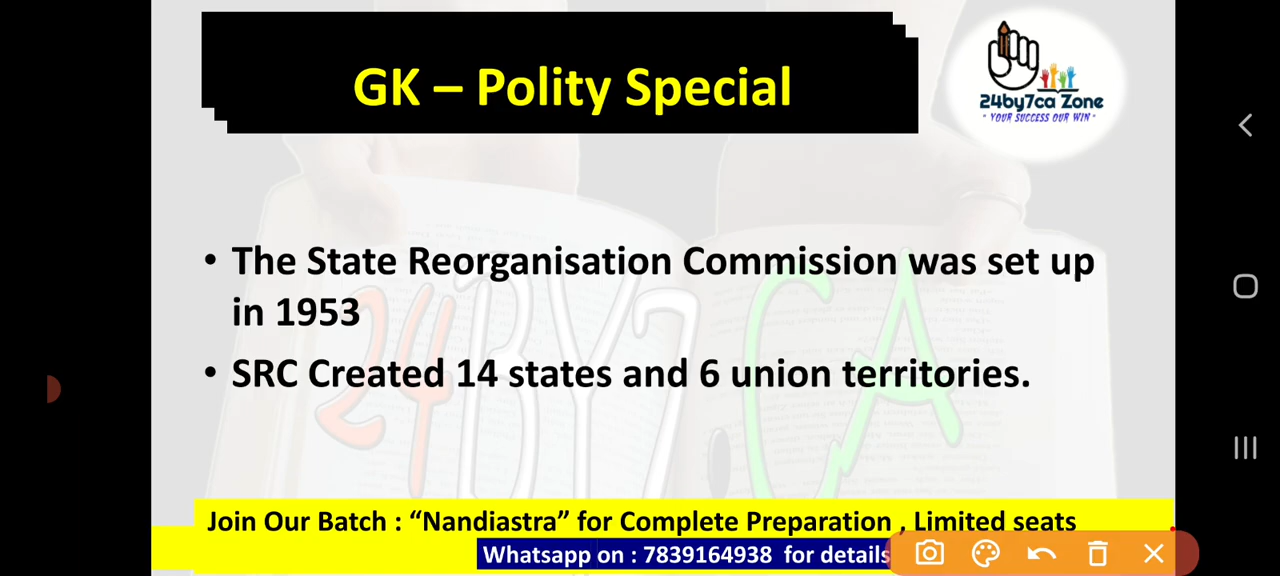 GK – Polity Special
24by7ca Zone
" YOUR SUCCESS OUR WIN "
• The State Reorganisation Commission was set up
in 1953
• SRC Created 14 states and 6 union territories.
24BY7.CA
Join Our Batch : “Nandiastra” for Complete Preparation , Limited seats
Whatsapp on : 7839164938 for details